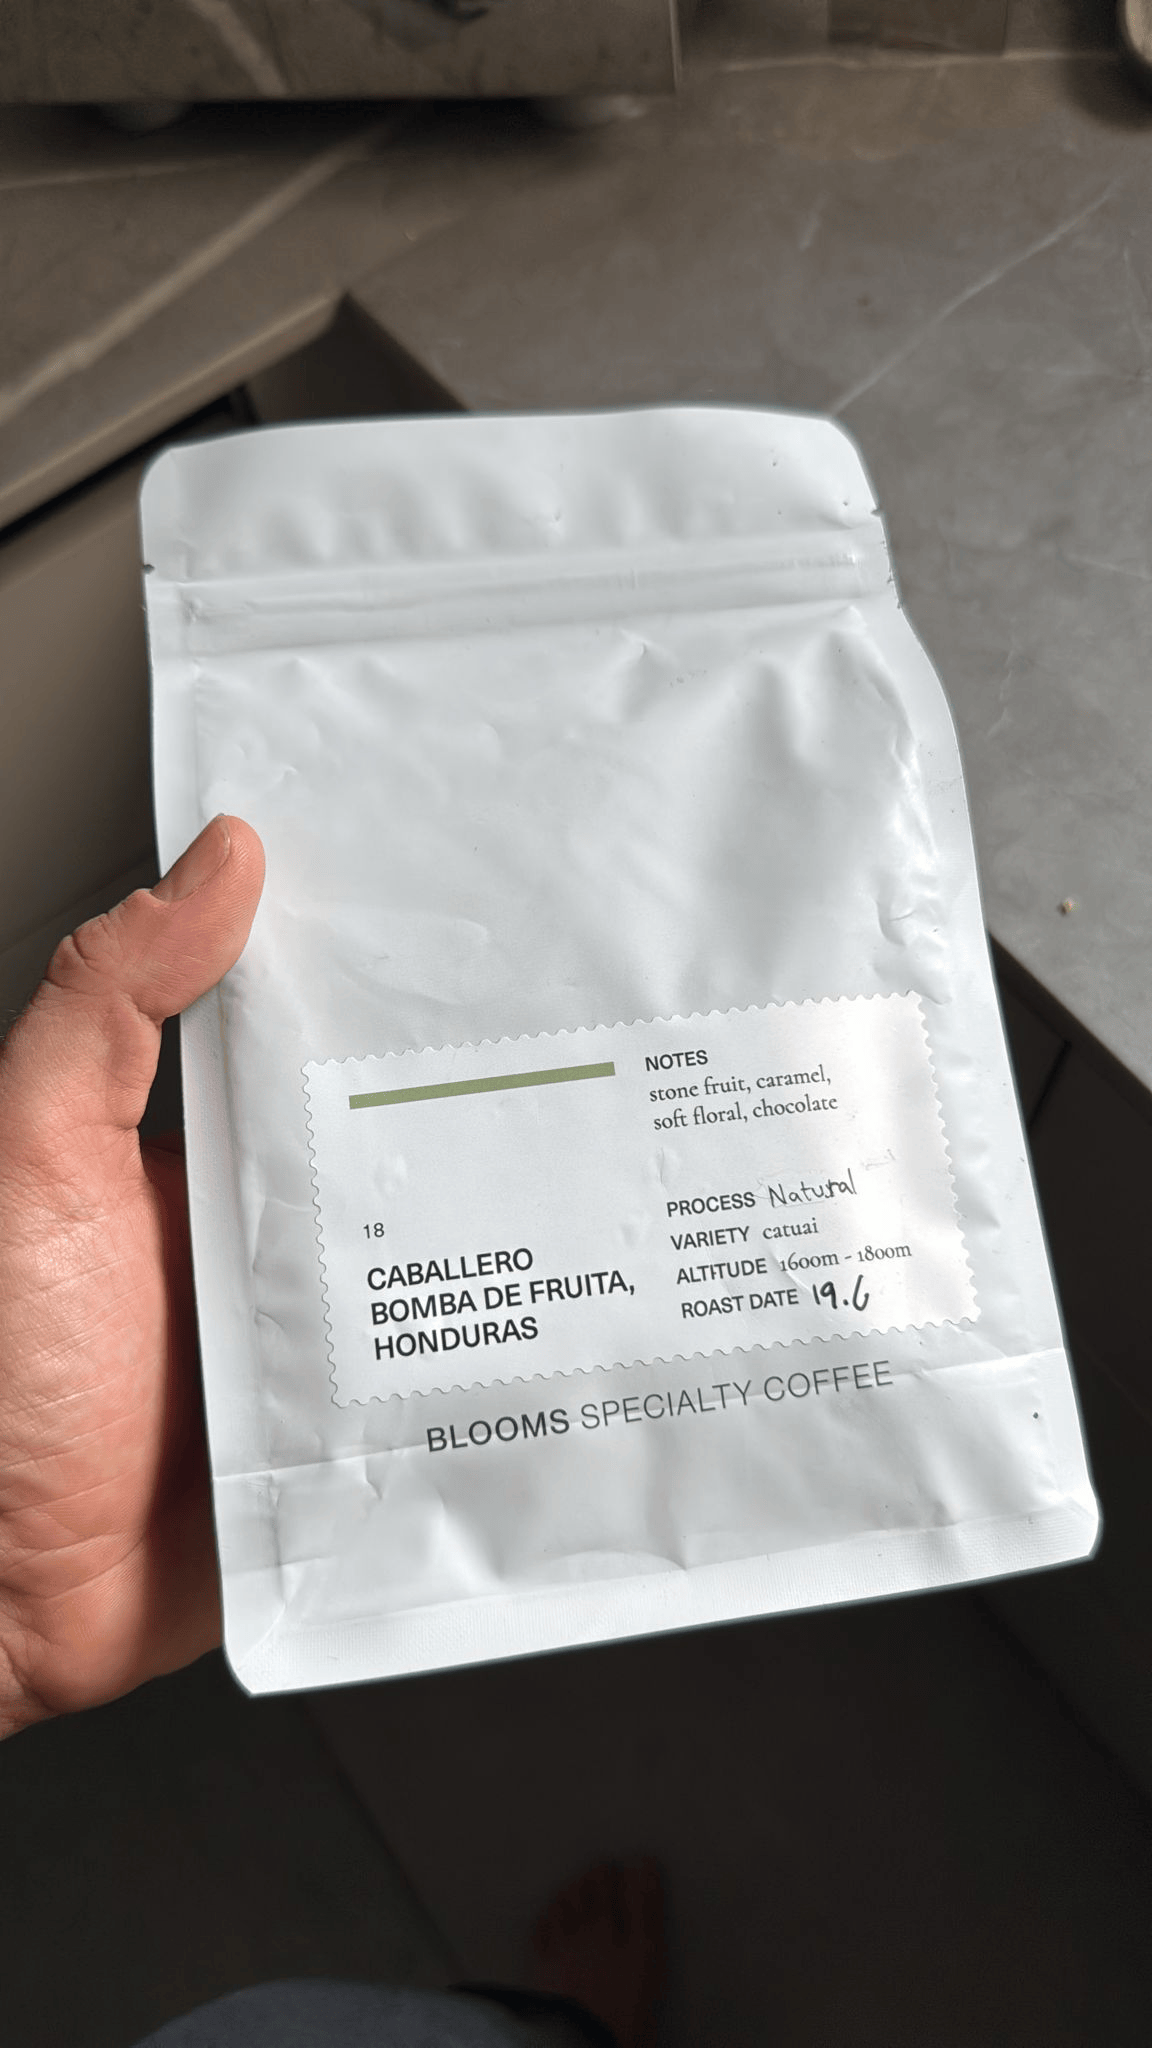 NOTES
stone fruit, caramel,
soft floral, chocolate
18
CABALLERO
BOMBA DE FRUITA,
HONDURAS
PROCESS Natural
VARIETY catuai
ALTITUDE 1600m - 1800m
ROAST DATE 19.6
BLOOMS SPECIALTY COFFEE